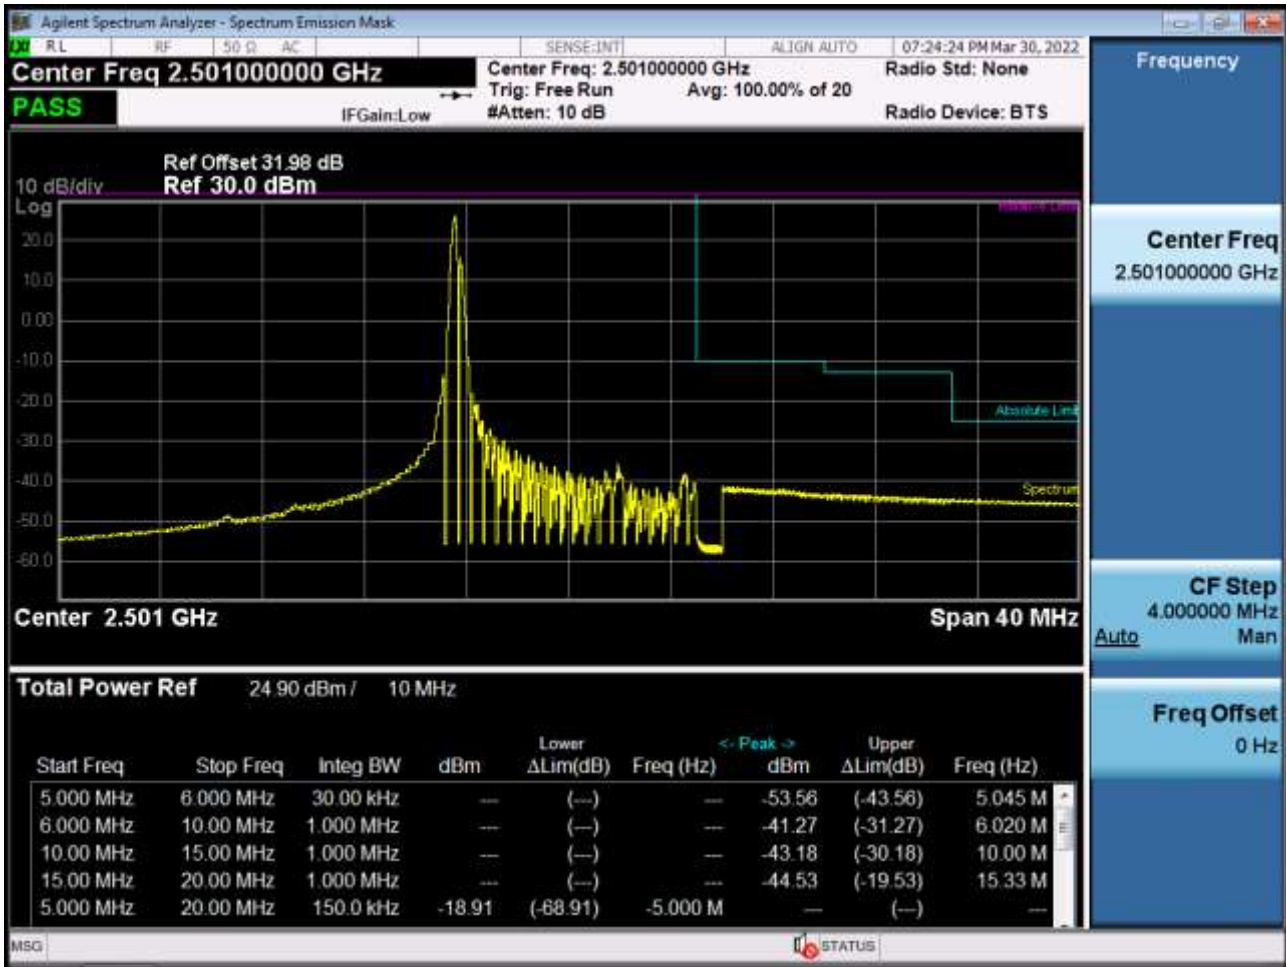 Agilent Spectrum Analyzer - Spectrum Emission Mask
LXI RL RF 50 Ω AC SENSE:INT ALIGN AUTO 07:24:24 PM Mar 30, 2022
Center Freq 2.501000000 GHz
Center Freq: 2.501000000 GHz Radio Std: None
Trig: Free Run Avg: 100.00% of 20
PASS IFGain:Low #Atten: 10 dB Radio Device: BTS
Ref Offset 31.98 dB
10 dB/div Ref 30.0 dBm
Log
20.0
10.0
0.00
-10.0
-20.0
Absolute Limit
-30.0
-40.0
Spectrum
-50.0
-60.0
Center 2.501 GHz Span 40 MHz
Total Power Ref 24.90 dBm / 10 MHz
Lower <- Peak -> Upper
Start Freq Stop Freq Integ BW dBm ΔLim(dB) Freq (Hz) dBm ΔLim(dB) Freq (Hz)
5.000 MHz 6.000 MHz 30.00 kHz --- (---) --- -53.56 (-43.56) 5.045 M
6.000 MHz 10.00 MHz 1.000 MHz --- (---) --- -41.27 (-31.27) 6.020 M
10.00 MHz 15.00 MHz 1.000 MHz --- (---) --- -43.18 (-30.18) 10.00 M
15.00 MHz 20.00 MHz 1.000 MHz --- (---) --- -44.53 (-19.53) 15.33 M
5.000 MHz 20.00 MHz 150.0 kHz -18.91 (-68.91) -5.000 M --- (---) ---
MSG STATUS
Frequency
Center Freq
2.501000000 GHz
CF Step
4.000000 MHz
Auto Man
Freq Offset
0 Hz